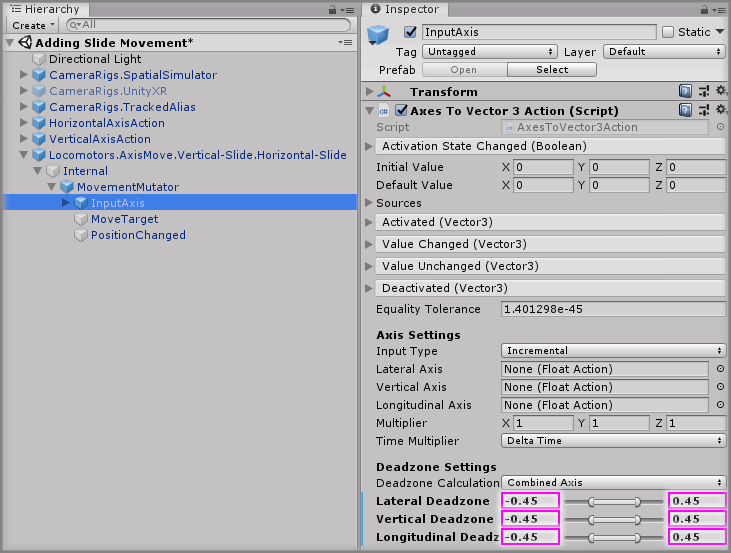 Hierarchy
Create
All
Adding Slide Movement*
Directional Light
CameraRigs.SpatialSimulator
CameraRigs.UnityXR
CameraRigs.TrackedAlias
HorizontalAxisAction
VerticalAxisAction
Locomotors.AxisMove.Vertical-Slide.Horizontal-Slide
Internal
MovementMutator
InputAxis
MoveTarget
PositionChanged
Inspector
InputAxis Static
Tag Untagged Layer Default
Prefab Open Select
Transform
Axes To Vector 3 Action (Script)
Script AxesToVector3Action
Activation State Changed (Boolean)
Initial Value X 0 Y 0 Z 0
Default Value X 0 Y 0 Z 0
Sources
Activated (Vector3)
Value Changed (Vector3)
Value Unchanged (Vector3)
Deactivated (Vector3)
Equality Tolerance 1.401298e-45
Axis Settings
Input Type Incremental
Lateral Axis None (Float Action)
Vertical Axis None (Float Action)
Longitudinal Axis None (Float Action)
Multiplier X 1 Y 1 Z 1
Time Multiplier Delta Time
Deadzone Settings
Deadzone Calculation Combined Axis
Lateral Deadzone -0.45 0.45
Vertical Deadzone -0.45 0.45
Longitudinal Deadz -0.45 0.45